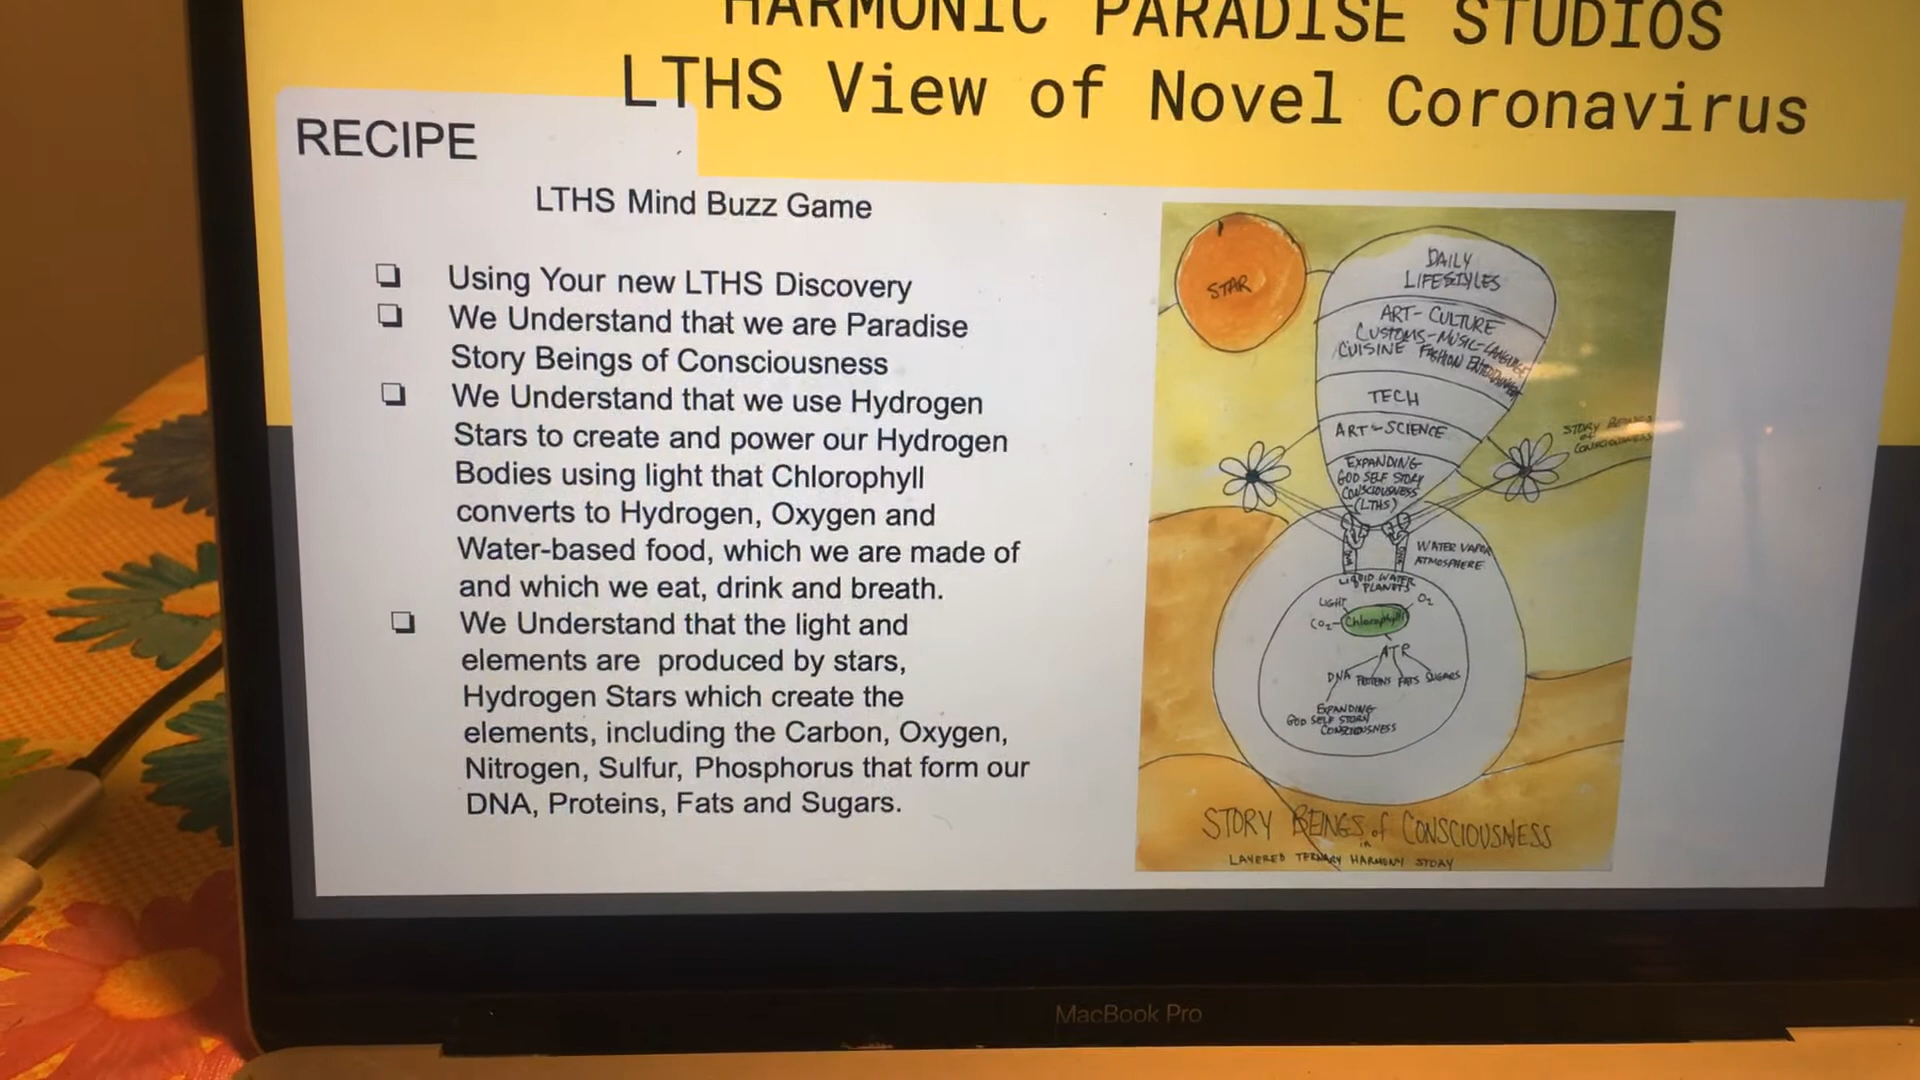 HARMONIC PARADISE STUDIOS
LTHS View of Novel Coronavirus
RECIPE
LTHS Mind Buzz Game
Using Your new LTHS Discovery
We Understand that we are Paradise
Story Beings of Consciousness
We Understand that we use Hydrogen
Stars to create and power our Hydrogen
Bodies using light that Chlorophyll
converts to Hydrogen, Oxygen and
Water-based food, which we are made of
and which we eat, drink and breath.
We Understand that the light and
elements are produced by stars,
Hydrogen Stars which create the
elements, including the Carbon, Oxygen,
Nitrogen, Sulfur, Phosphorus that form our
DNA, Proteins, Fats and Sugars.
STAR
DAILY
LIFESTYLES
ART-CULTURE
CUSTOMS-MUSIC-LANGUAGE
CUISINE FASHION
TECH
ART-SCIENCE
EXPANDING
GOD SELF STORY
CONSCIOUSNESS
(LTHS)
STORY BEINGS
OF
CONSCIOUSNESS
WATER VAPOR
ATMOSPHERE
LIQUID WATER
PLANETS
LIGHT
O2
CO2
Chlorophyll
ATP
DNA PROTEINS FATS SUGARS
EXPANDING
GOD SELF STORY
CONSCIOUSNESS
STORY BEINGS of CONSCIOUSNESS
in
LAYERED TERNARY HARMONY STORY
MacBook Pro